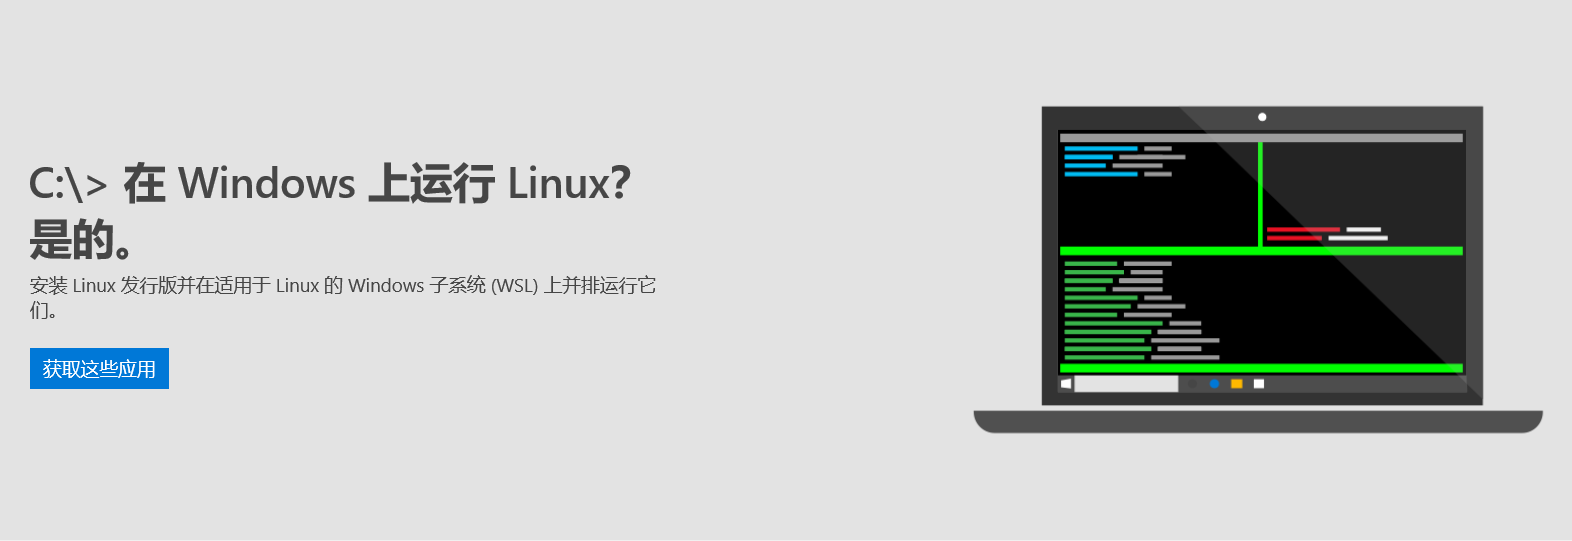 C:\> 在 Windows 上运行 Linux?
是的。
安装 Linux 发行版并在适用于 Linux 的 Windows 子系统 (WSL) 上并排运行它
们。
获取这些应用